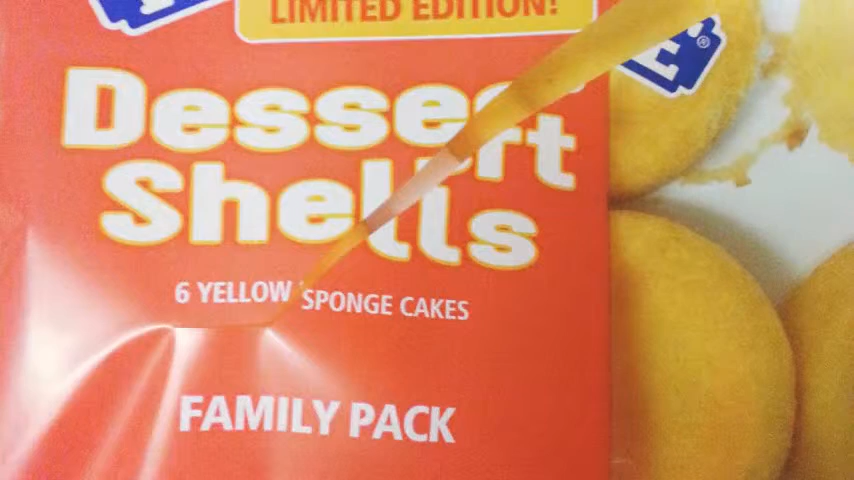 LIMITED EDITION!
Dessert
Shells
6 YELLOW SPONGE CAKES
FAMILY PACK